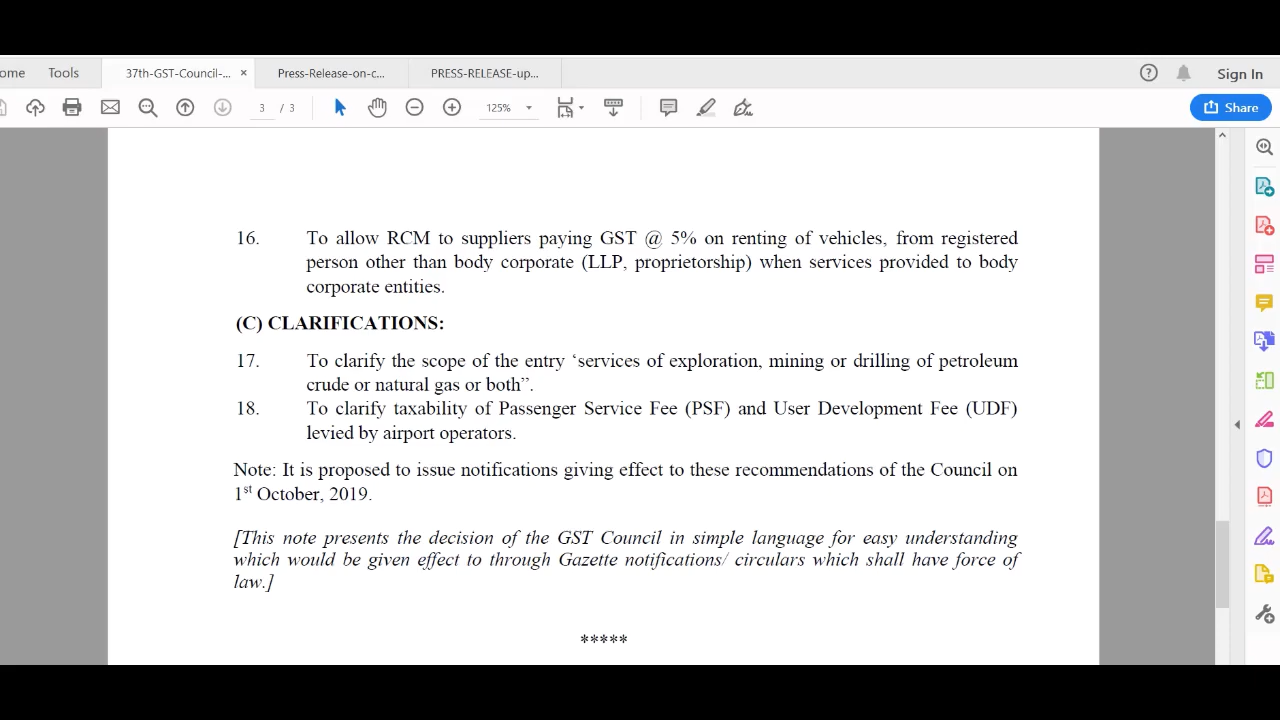 ome Tools 37th-GST-Council-... × Press-Release-on-c... PRESS-RELEASE-up... ? Sign In
3 / 3 125% Share
16. To allow RCM to suppliers paying GST @ 5% on renting of vehicles, from registered
person other than body corporate (LLP, proprietorship) when services provided to body
corporate entities.
(C) CLARIFICATIONS:
17. To clarify the scope of the entry ‘services of exploration, mining or drilling of petroleum
crude or natural gas or both”.
18. To clarify taxability of Passenger Service Fee (PSF) and User Development Fee (UDF)
levied by airport operators.
Note: It is proposed to issue notifications giving effect to these recommendations of the Council on
1st October, 2019.
[This note presents the decision of the GST Council in simple language for easy understanding
which would be given effect to through Gazette notifications/ circulars which shall have force of
law.]
*****